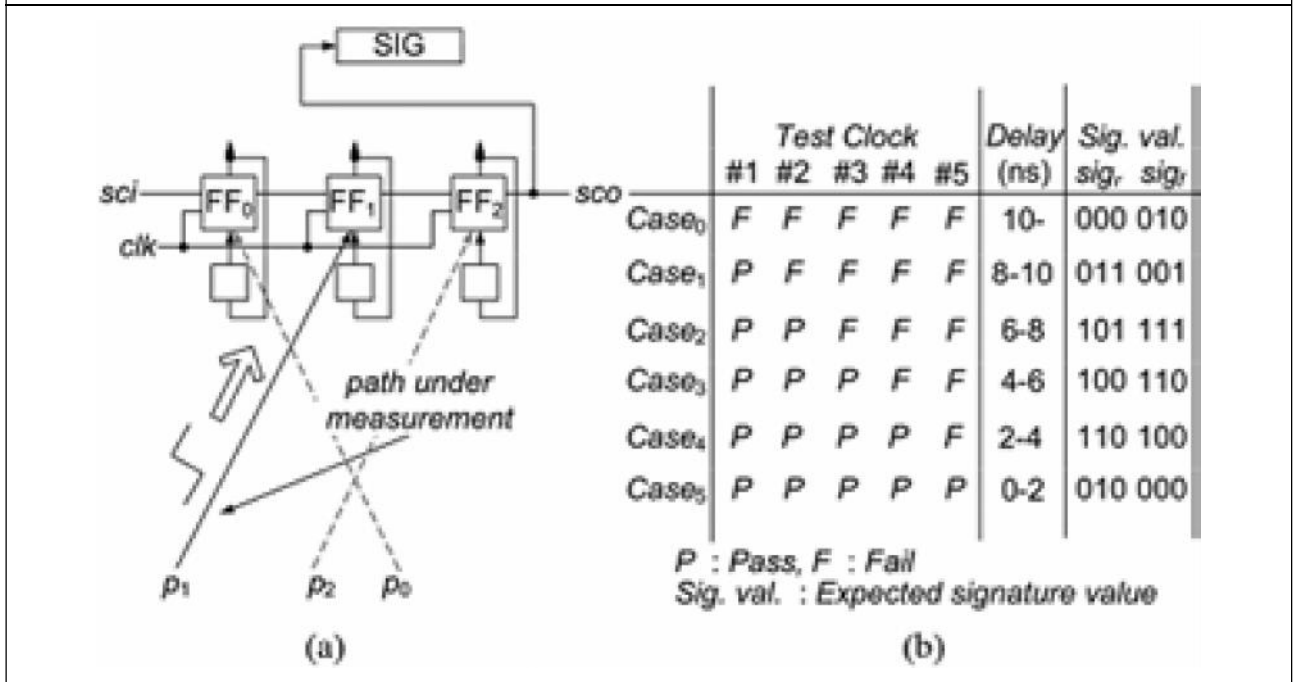 SIG
sci FF0 FF1 FF2 sco
clk
path under
measurement
p1 p2 p0
(a)
Test Clock Delay Sig. val.
#1 #2 #3 #4 #5 (ns) sigr sigf
Case0 F F F F F 10- 000 010
Case1 P F F F F 8-10 011 001
Case2 P P F F F 6-8 101 111
Case3 P P P F F 4-6 100 110
Case4 P P P P F 2-4 110 100
Case5 P P P P P 0-2 010 000
P : Pass, F : Fail
Sig. val. : Expected signature value
(b)